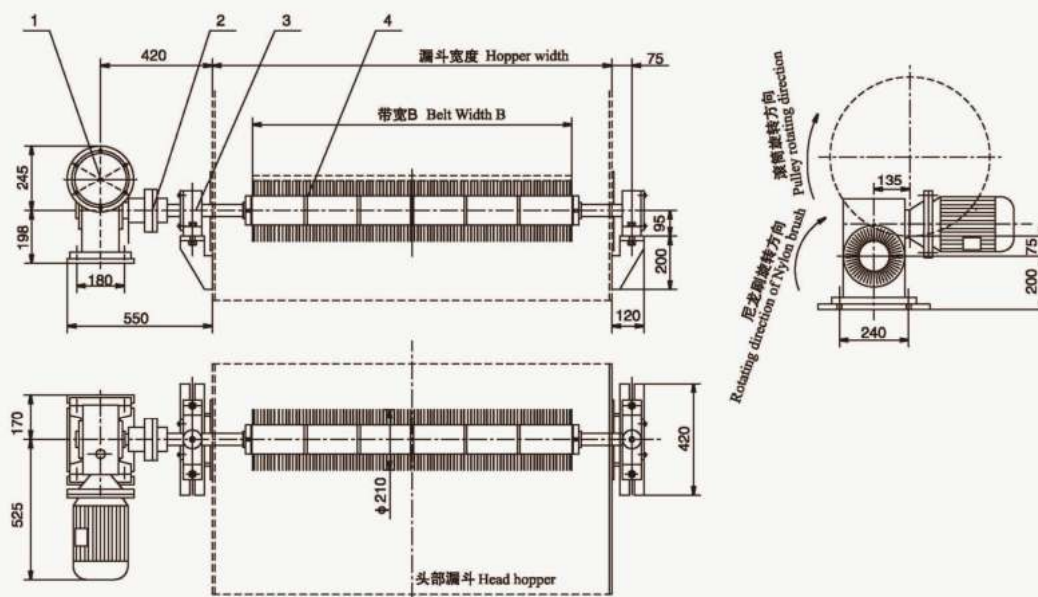 1
2
3
4
420
漏斗宽度 Hopper width
75
带宽B Belt Width B
245
198
180
550
95
200
120
滚筒旋转方向
Pulley rotating direction
尼龙刷旋转方向
Rotating direction of Nylon brush
135
75
200
240
170
525
ϕ210
420
头部漏斗 Head hopper